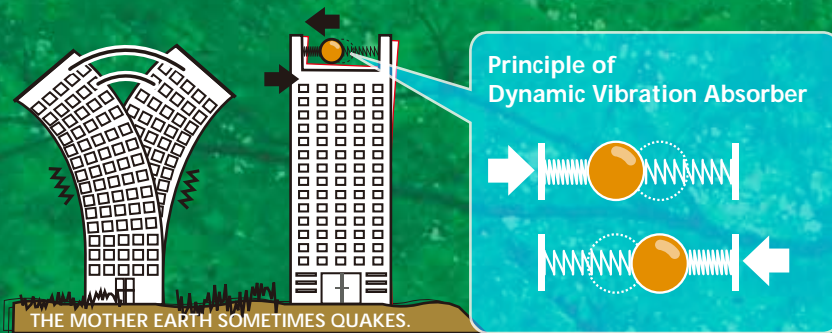 Principle of
Dynamic Vibration Absorber
THE MOTHER EARTH SOMETIMES QUAKES.